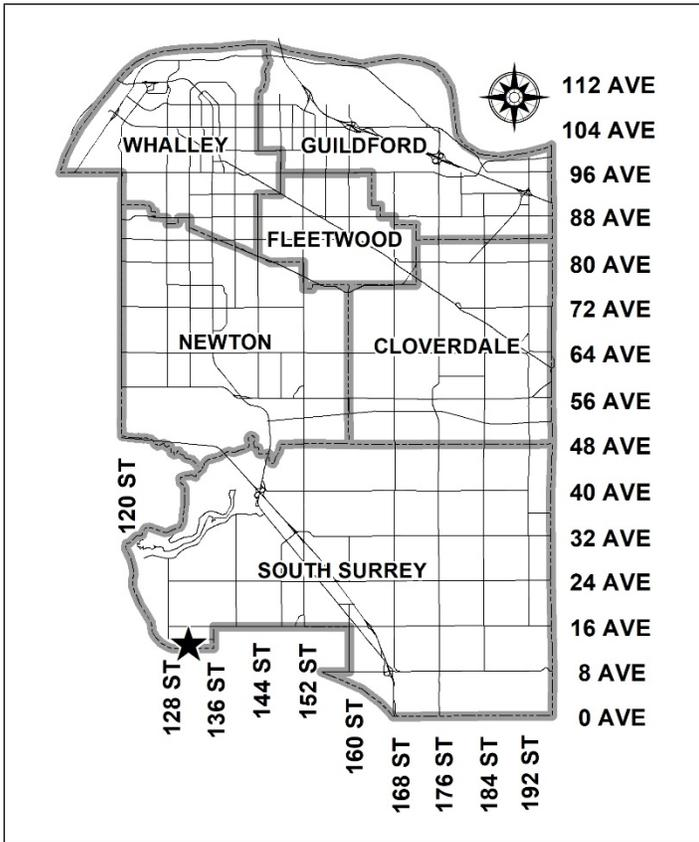 112 AVE
104 AVE
WHALLEY
GUILDFORD
96 AVE
88 AVE
FLEETWOOD
80 AVE
72 AVE
NEWTON
CLOVERDALE
64 AVE
56 AVE
48 AVE
120 ST
40 AVE
32 AVE
SOUTH SURREY
24 AVE
16 AVE
128 ST
136 ST
144 ST
152 ST
8 AVE
160 ST
0 AVE
168 ST
176 ST
184 ST
192 ST